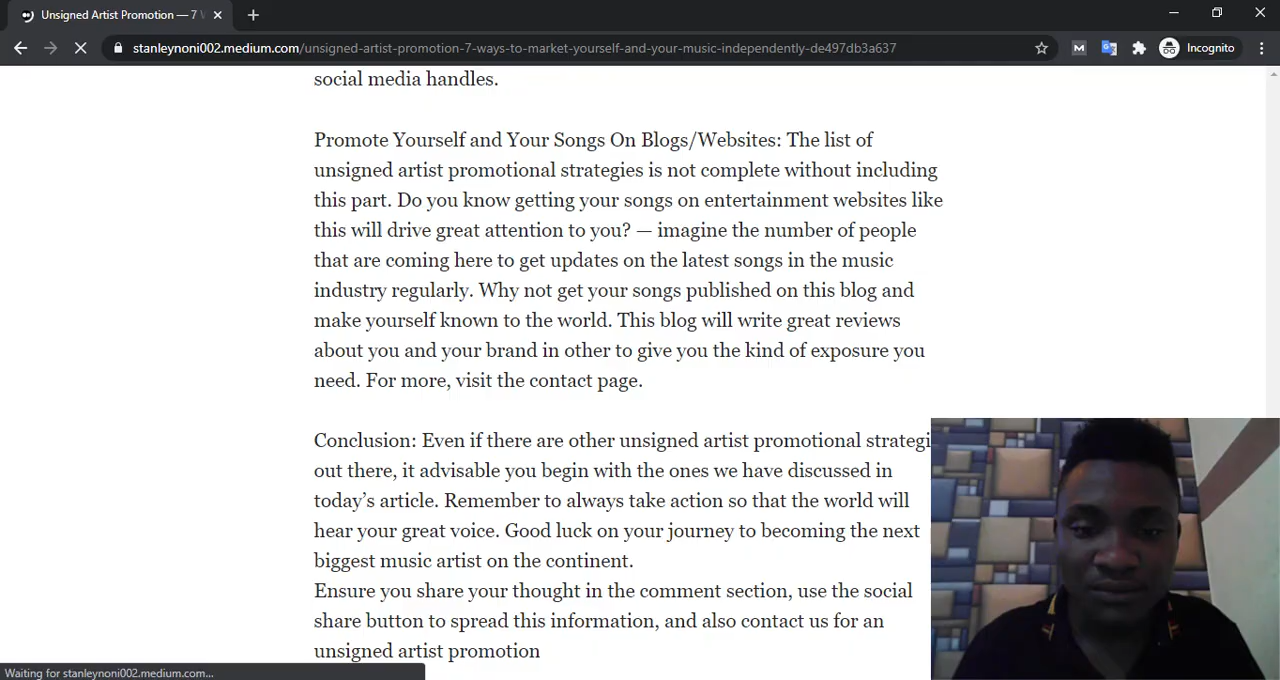 Unsigned Artist Promotion — 7
stanleynoni002.medium.com/unsigned-artist-promotion-7-ways-to-market-yourself-and-your-music-independently-de497db3a637
Incognito
social media handles.
Promote Yourself and Your Songs On Blogs/Websites: The list of
unsigned artist promotional strategies is not complete without including
this part. Do you know getting your songs on entertainment websites like
this will drive great attention to you? — imagine the number of people
that are coming here to get updates on the latest songs in the music
industry regularly. Why not get your songs published on this blog and
make yourself known to the world. This blog will write great reviews
about you and your brand in other to give you the kind of exposure you
need. For more, visit the contact page.
Conclusion: Even if there are other unsigned artist promotional strategi
out there, it advisable you begin with the ones we have discussed in
today’s article. Remember to always take action so that the world will
hear your great voice. Good luck on your journey to becoming the next
biggest music artist on the continent.
Ensure you share your thought in the comment section, use the social
share button to spread this information, and also contact us for an
unsigned artist promotion
Waiting for stanleynoni002.medium.com...